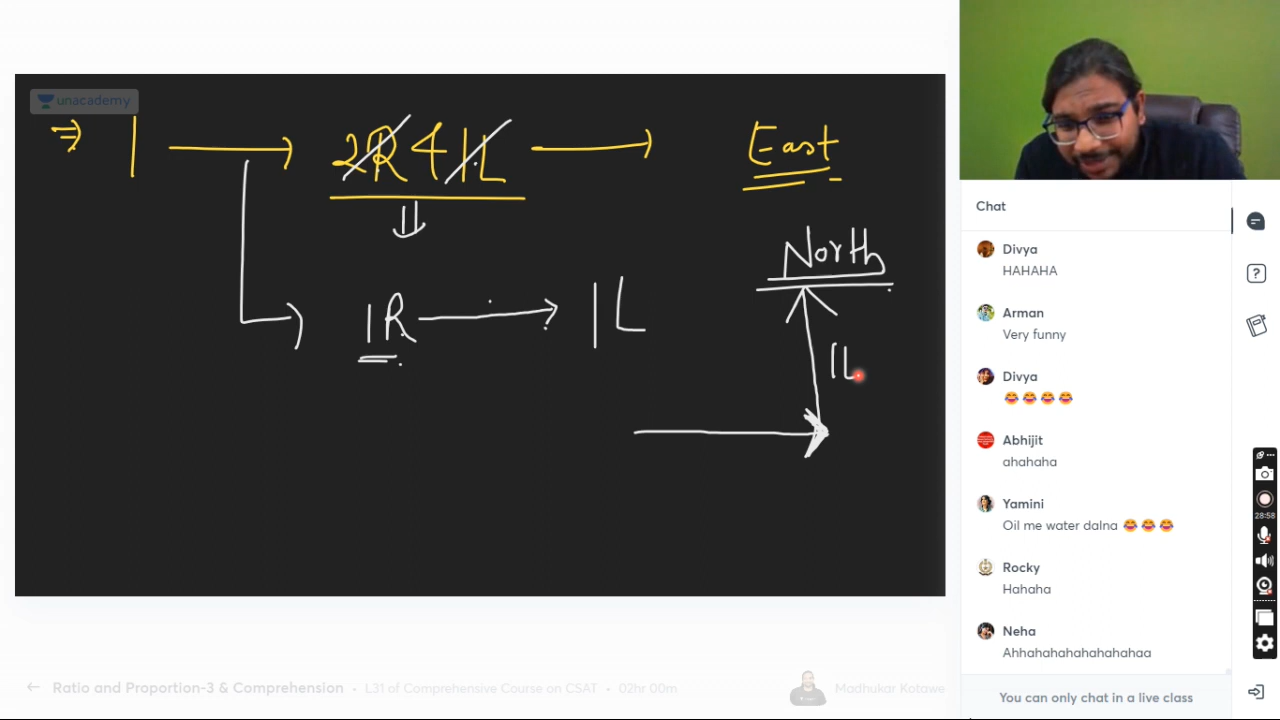 unacademy
⇒ | → 2R 4 1L → East
⇓
1R → 1L
North
1L
Chat
Divya
HAHAHA
Arman
Very funny
Divya
😂 😂 😂 😂
Abhijit
ahahaha
Yamini
Oil me water dalna 😂 😂 😂
Rocky
Hahaha
Neha
Ahhahahahahahahahaa
You can only chat in a live class
28:58
← Ratio and Proportion-3 & Comprehension • L31 of Comprehensive Course on CSAT • 02hr 00m
Madhukar Kotawe